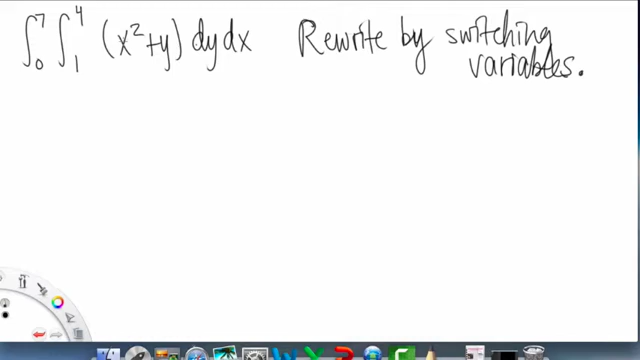 ∫₀⁷ ∫₁⁴ (x²+y) dy dx Rewrite by switching
variables.